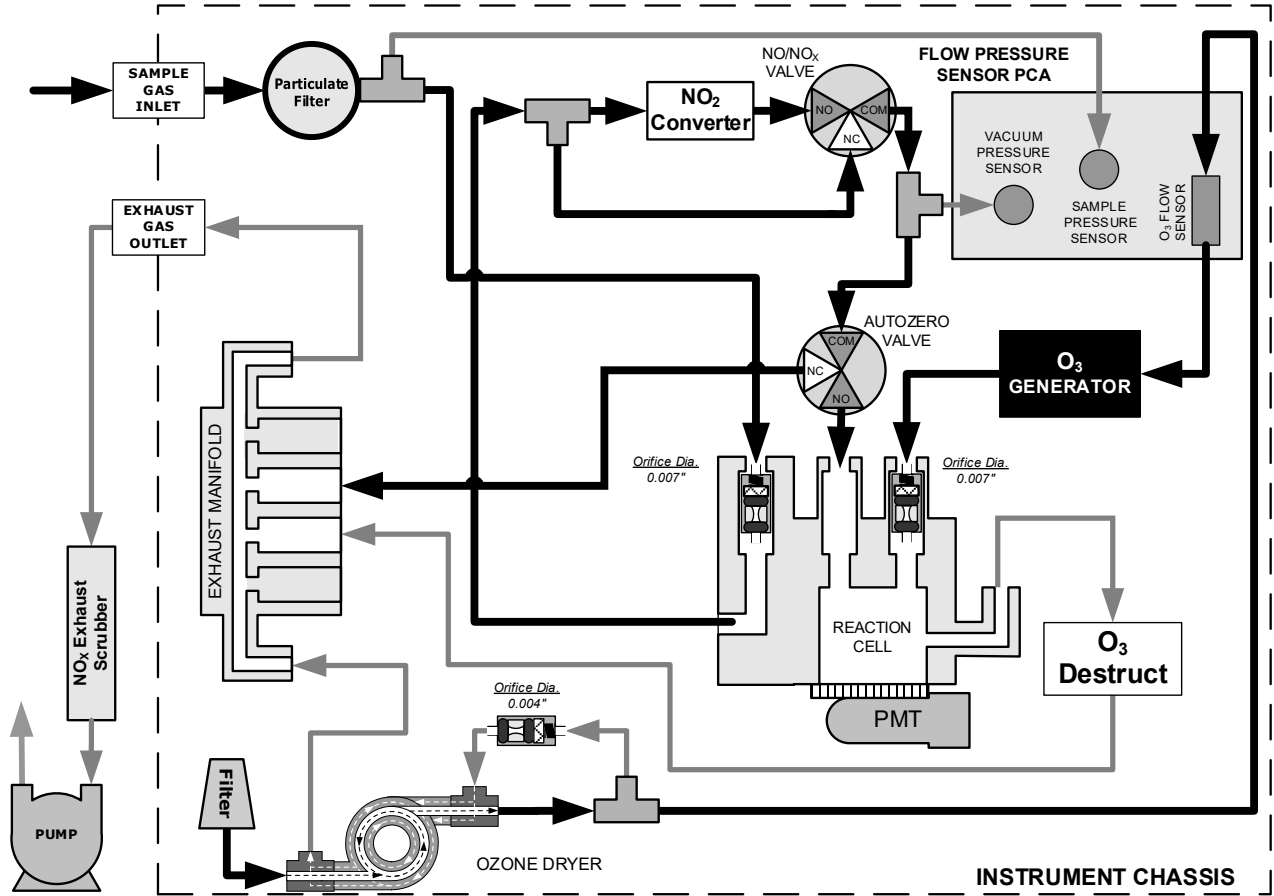 SAMPLE
GAS
INLET
Particulate
Filter
NO/NOX
VALVE
FLOW PRESSURE
SENSOR PCA
NO2
Converter
NO
COM
NC
VACUUM
PRESSURE
SENSOR
SAMPLE
PRESSURE
SENSOR
O3 FLOW
SENSOR
EXHAUST
GAS
OUTLET
AUTOZERO
VALVE
COM
NC
NO
O3
GENERATOR
Orifice Dia.
0.007"
Orifice Dia.
0.007"
EXHAUST MANIFOLD
NOX Exhaust
Scrubber
REACTION
CELL
O3
Destruct
PMT
Orifice Dia.
0.004"
Filter
PUMP
OZONE DRYER
INSTRUMENT CHASSIS